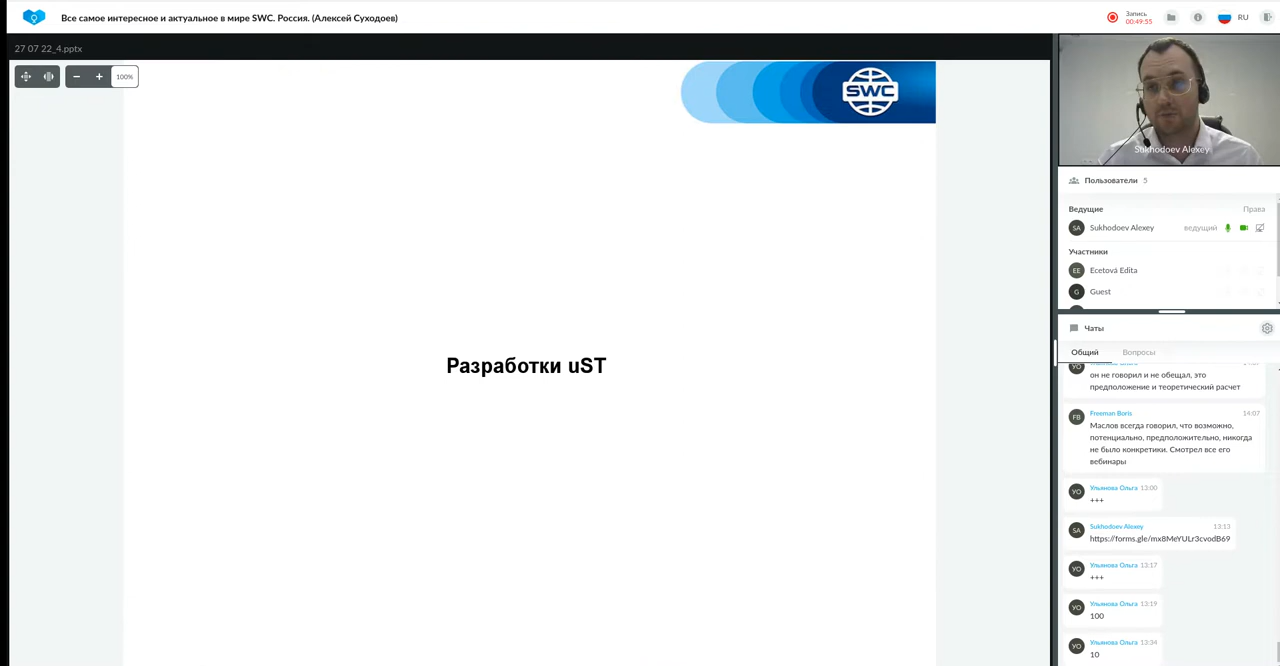 Все самое интересное и актуальное в мире SWC. Россия. (Алексей Суходоев)
Запись
00:49:55
RU
27 07 22_4.pptx
100%
SWC
Разработки uST
Sukhodoev Alexey
Пользователи 5
Ведущие Права
SA Sukhodoev Alexey ведущий
Участники
EE Ecetová Edita
G Guest
Чаты
Общий Вопросы
УО
он не говорил и не обещал, это
предположение и теоретический расчет
FB Freeman Boris 14:07
Маслов всегда говорил, что возможно,
потенциально, предположительно, никогда
не было конкретики. Смотрел все его
вебинары
УО Ульянова Ольга 13:00
+++
SA Sukhodoev Alexey 13:13
https://forms.gle/mx8MeYULr3cvodB69
УО Ульянова Ольга 13:17
+++
УО Ульянова Ольга 13:19
100
УО Ульянова Ольга 13:34
10